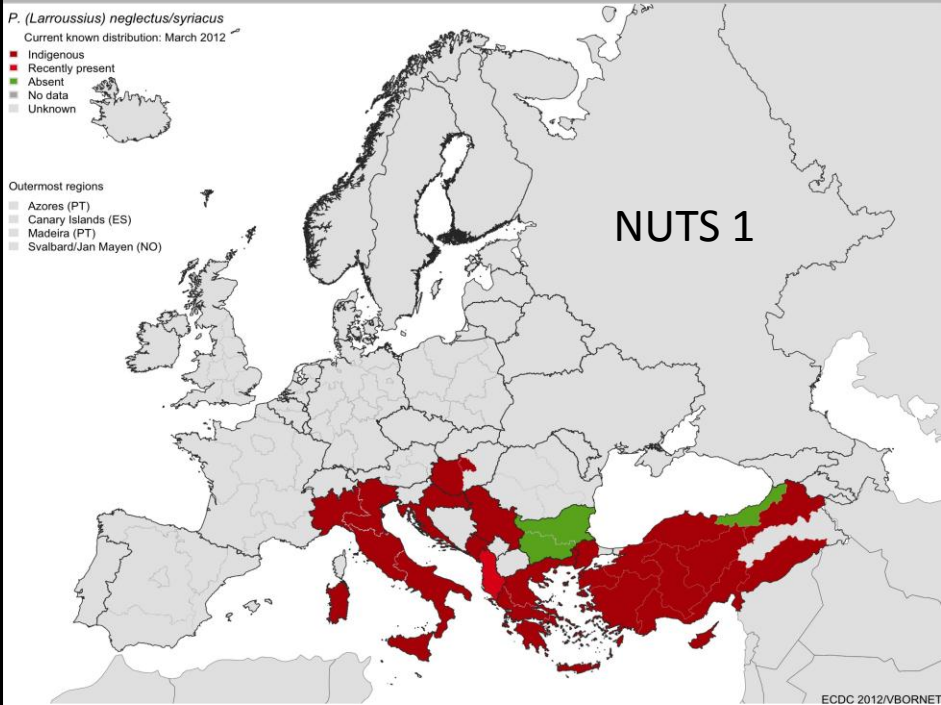 P. (Larroussius) neglectus/syriacus
Current known distribution: March 2012
Indigenous
Recently present
Absent
No data
Unknown
Outermost regions
Azores (PT)
Canary Islands (ES)
Madeira (PT)
Svalbard/Jan Mayen (NO)
NUTS 1
ECDC 2012/VBORNET